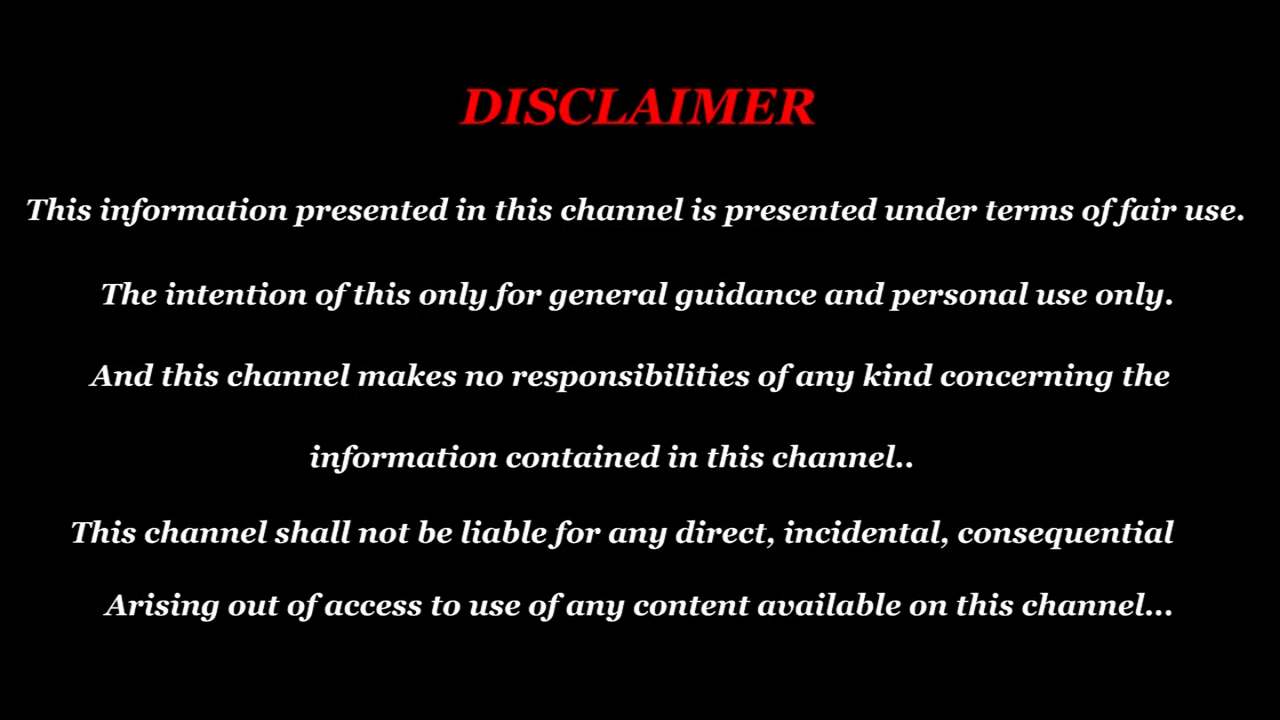 DISCLAIMER
This information presented in this channel is presented under terms of fair use.
The intention of this only for general guidance and personal use only.
And this channel makes no responsibilities of any kind concerning the
information contained in this channel..
This channel shall not be liable for any direct, incidental, consequential
Arising out of access to use of any content available on this channel...